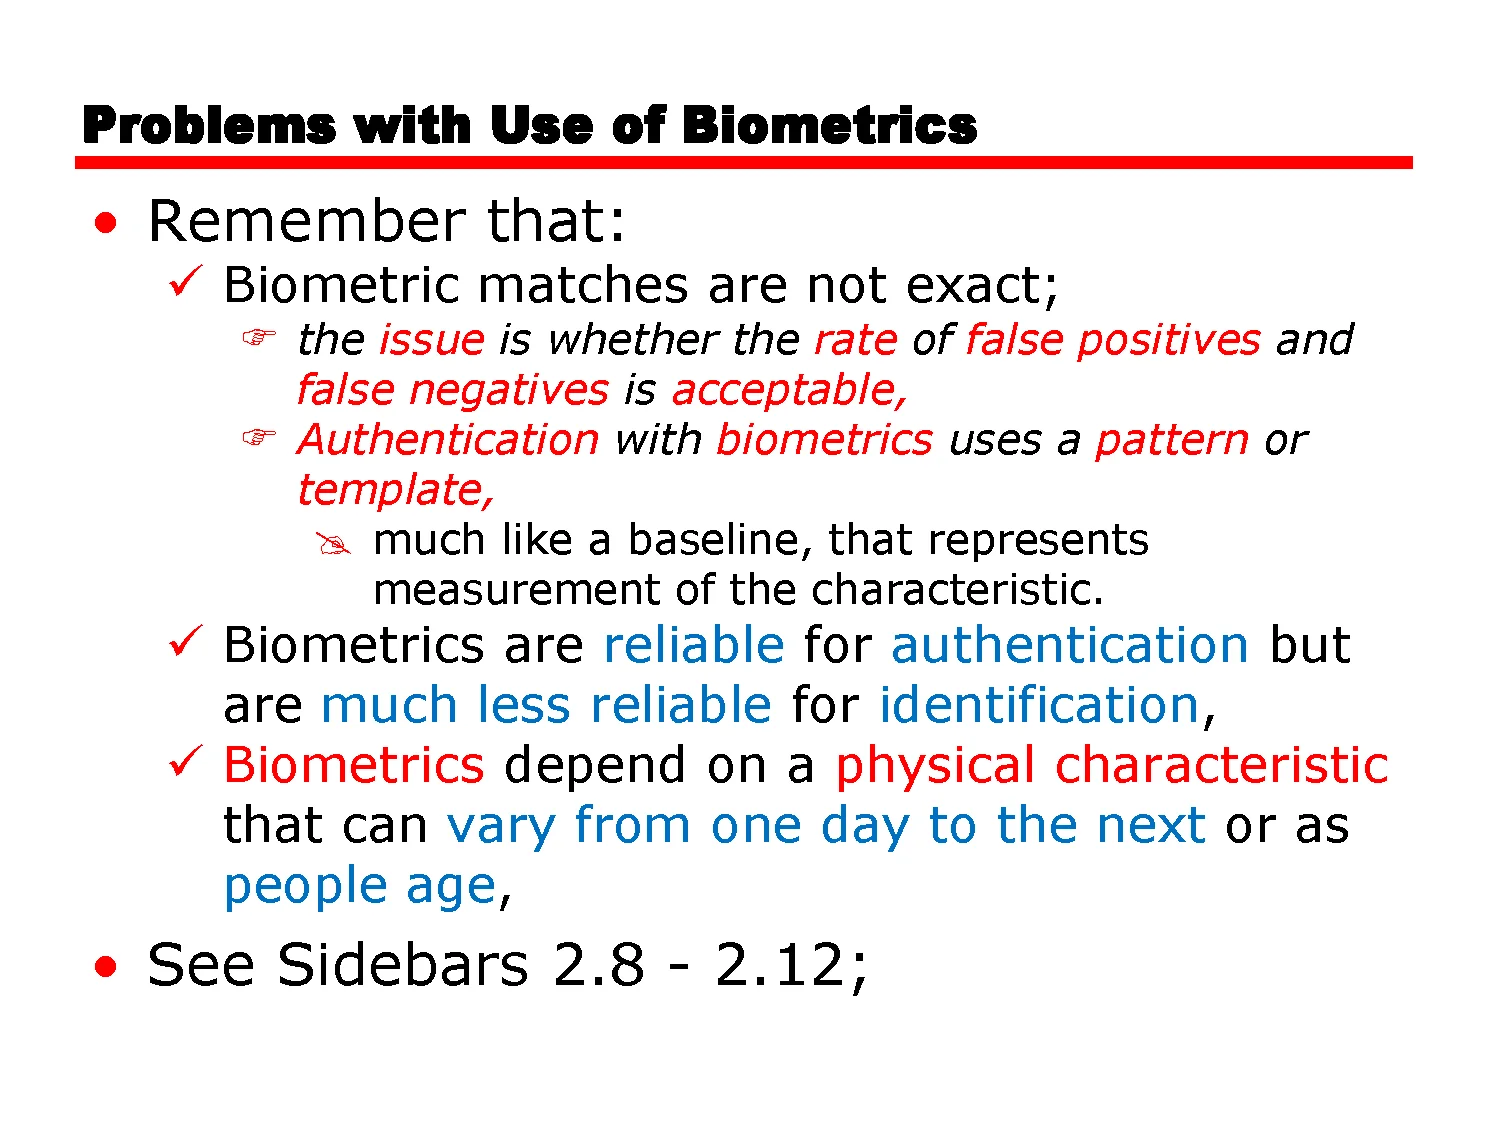 Problems with Use of Biometrics
• Remember that:
✓ Biometric matches are not exact;
☞ the issue is whether the rate of false positives and
false negatives is acceptable,
☞ Authentication with biometrics uses a pattern or
template,
✎ much like a baseline, that represents
measurement of the characteristic.
✓ Biometrics are reliable for authentication but
are much less reliable for identification,
✓ Biometrics depend on a physical characteristic
that can vary from one day to the next or as
people age,
• See Sidebars 2.8 - 2.12;